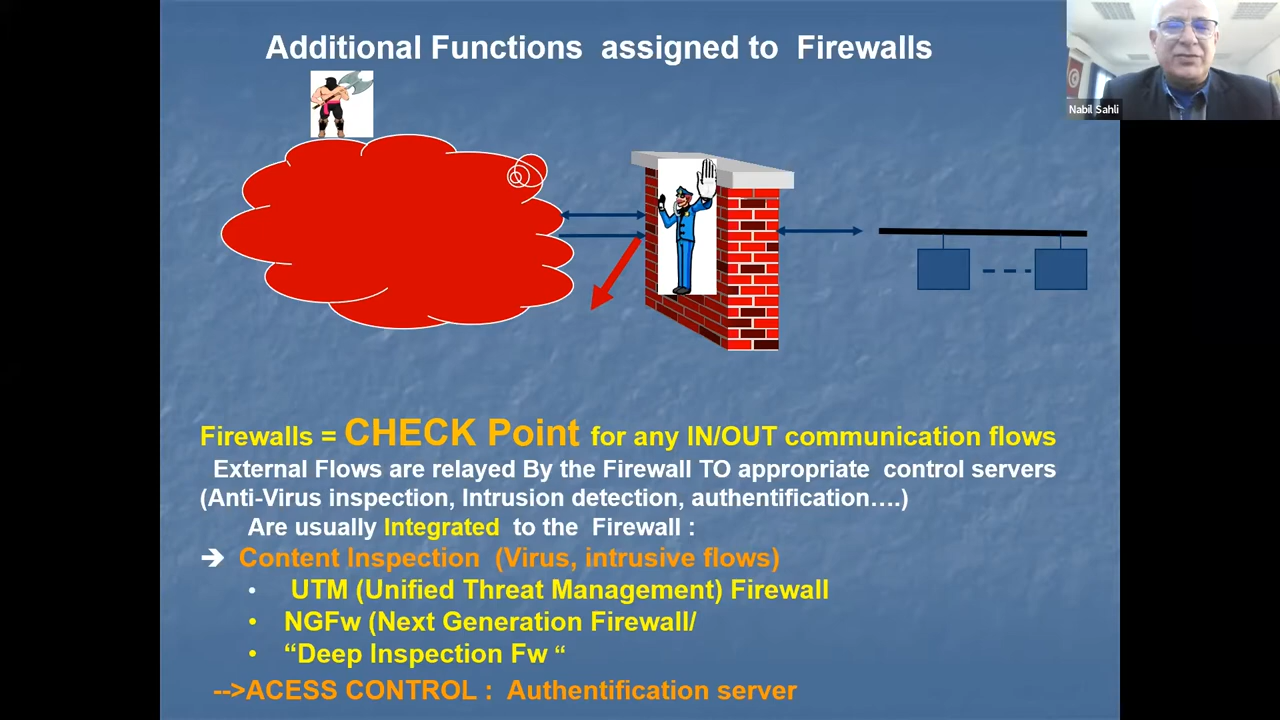 Additional Functions assigned to Firewalls
Nabil Sahli
Firewalls = CHECK Point for any IN/OUT communication flows
External Flows are relayed By the Firewall TO appropriate control servers
(Anti-Virus inspection, Intrusion detection, authentification….)
Are usually Integrated to the Firewall :
➔ Content Inspection (Virus, intrusive flows)
• UTM (Unified Threat Management) Firewall
• NGFw (Next Generation Firewall/
• “Deep Inspection Fw “
-->ACESS CONTROL : Authentification server